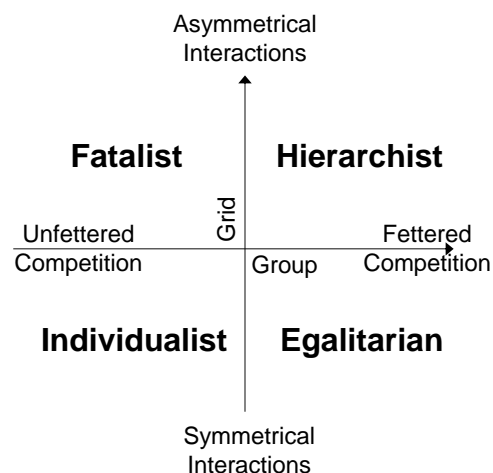 Asymmetrical
Interactions
Fatalist
Hierarchist
Grid
Unfettered
Competition
Fettered
Competition
Group
Individualist
Egalitarian
Symmetrical
Interactions